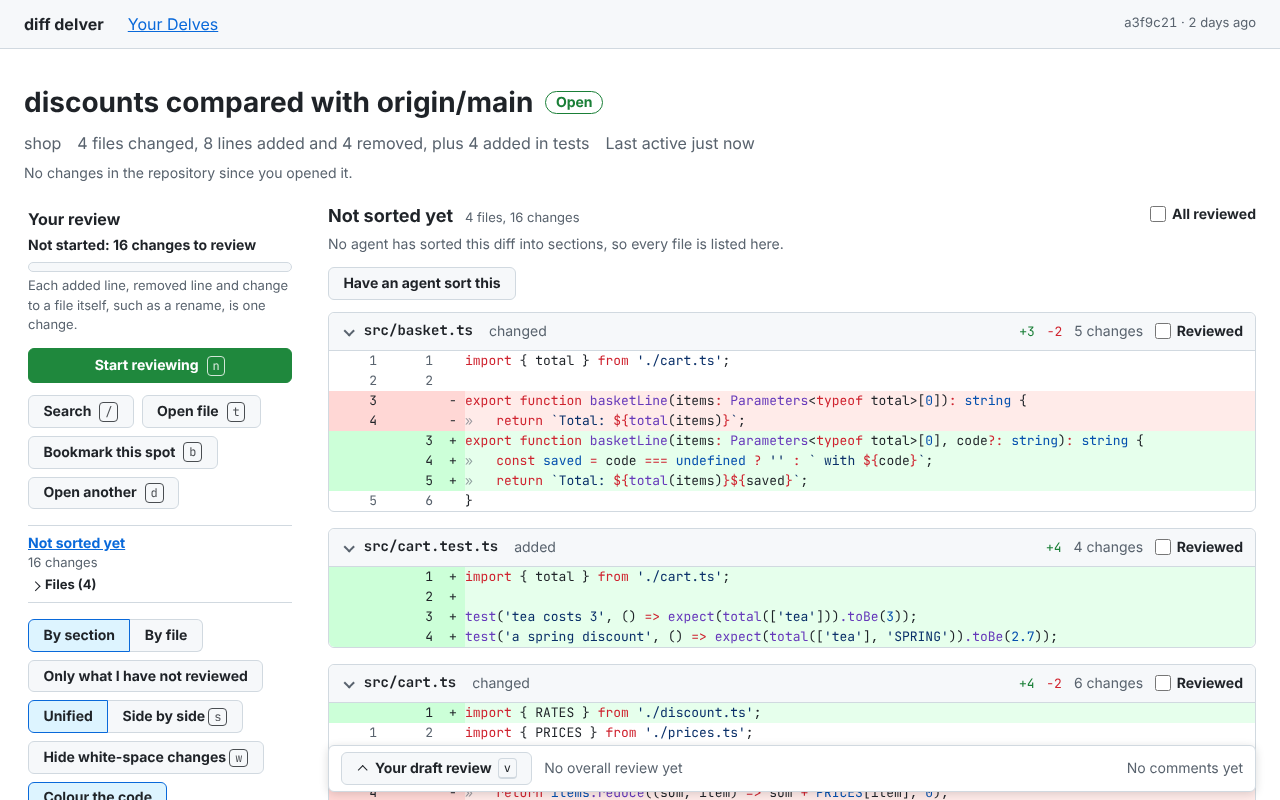 diff delver Your Delves a3f9c21 · 2 days ago
discounts compared with origin/main Open
shop 4 files changed, 8 lines added and 4 removed, plus 4 added in tests Last active just now
No changes in the repository since you opened it.
Your review
Not started: 16 changes to review
Each added line, removed line and change
to a file itself, such as a rename, is one
change.
Start reviewing n
Search / Open file t
Bookmark this spot b
Open another d
Not sorted yet
16 changes
Files (4)
By section By file
Only what I have not reviewed
Unified Side by side s
Hide white-space changes w
Colour the code
Not sorted yet 4 files, 16 changes All reviewed
No agent has sorted this diff into sections, so every file is listed here.
Have an agent sort this
src/basket.ts changed +3 -2 5 changes Reviewed
1 1 import { total } from './cart.ts';
2 2
3 - export function basketLine(items: Parameters<typeof total>[0]): string {
4 - » return `Total: ${total(items)}`;
3 + export function basketLine(items: Parameters<typeof total>[0], code?: string): string {
4 + » const saved = code === undefined ? '' : ` with ${code}`;
5 + » return `Total: ${total(items)}${saved}`;
5 6 }
src/cart.test.ts added +4 4 changes Reviewed
1 + import { total } from './cart.ts';
2 +
3 + test('tea costs 3', () => expect(total(['tea'])).toBe(3));
4 + test('a spring discount', () => expect(total(['tea'], 'SPRING')).toBe(2.7));
src/cart.ts changed +4 -2 6 changes Reviewed
1 + import { RATES } from './discount.ts';
1 2 import { PRICES } from './prices.ts';
Your draft review v No overall review yet No comments yet
4 - » return items.reduce((sum, item) => sum + PRICES[item], 0);